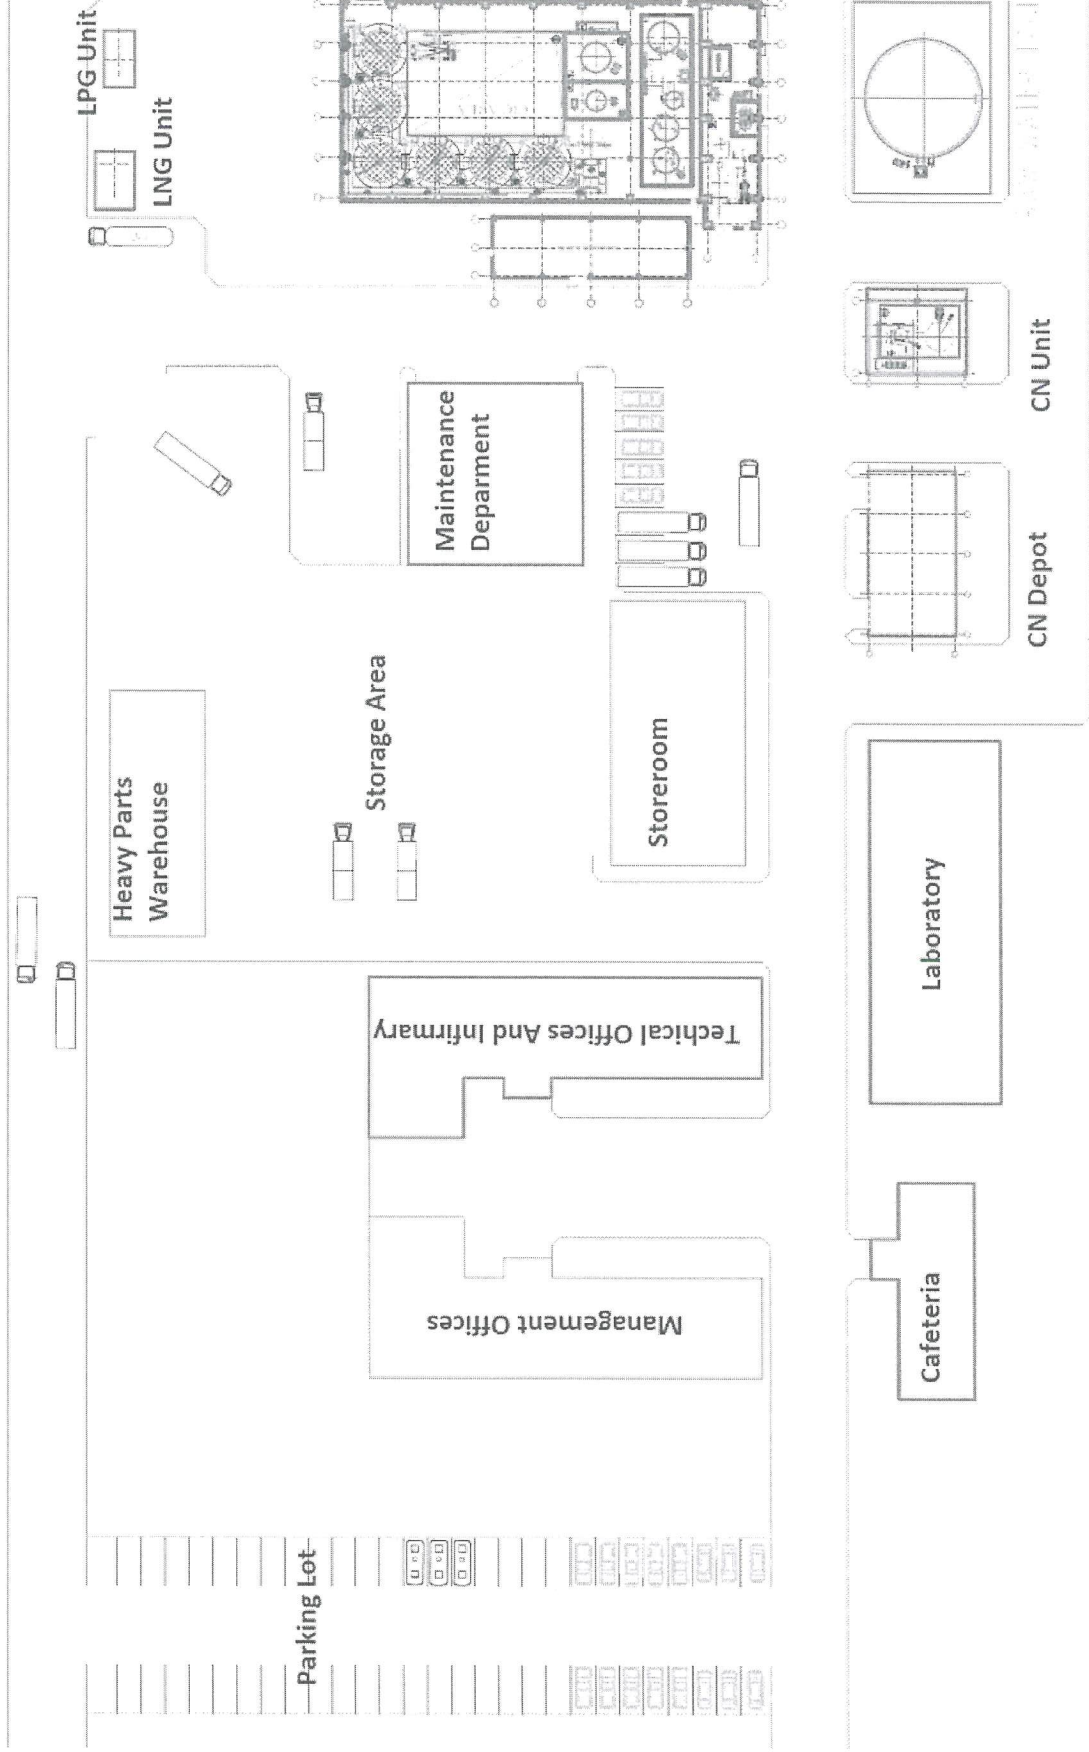 LPG Unit
LNG Unit
Heavy Parts
Warehouse
Storage Area
Maintenance
Deparment
Storeroom
Techical Offices And Infirmary
Management Offices
Parking Lot
CN Unit
CN Depot
Laboratory
Cafeteria